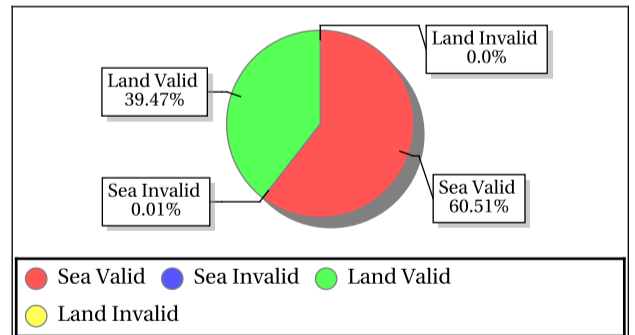 Land Invalid
0.0%
Land Valid
39.47%
Sea Invalid
0.01%
Sea Valid
60.51%
Sea Valid Sea Invalid Land Valid
Land Invalid